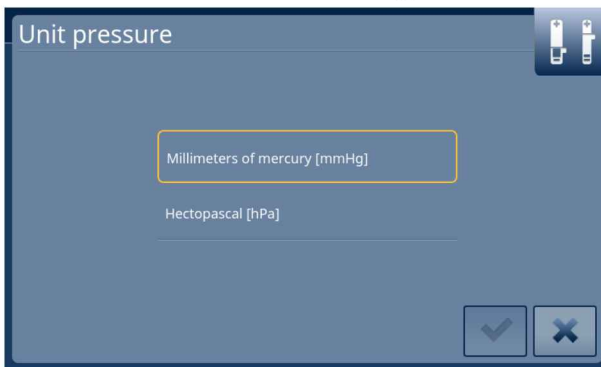 Unit pressure
Millimeters of mercury [mmHg]
Hectopascal [hPa]